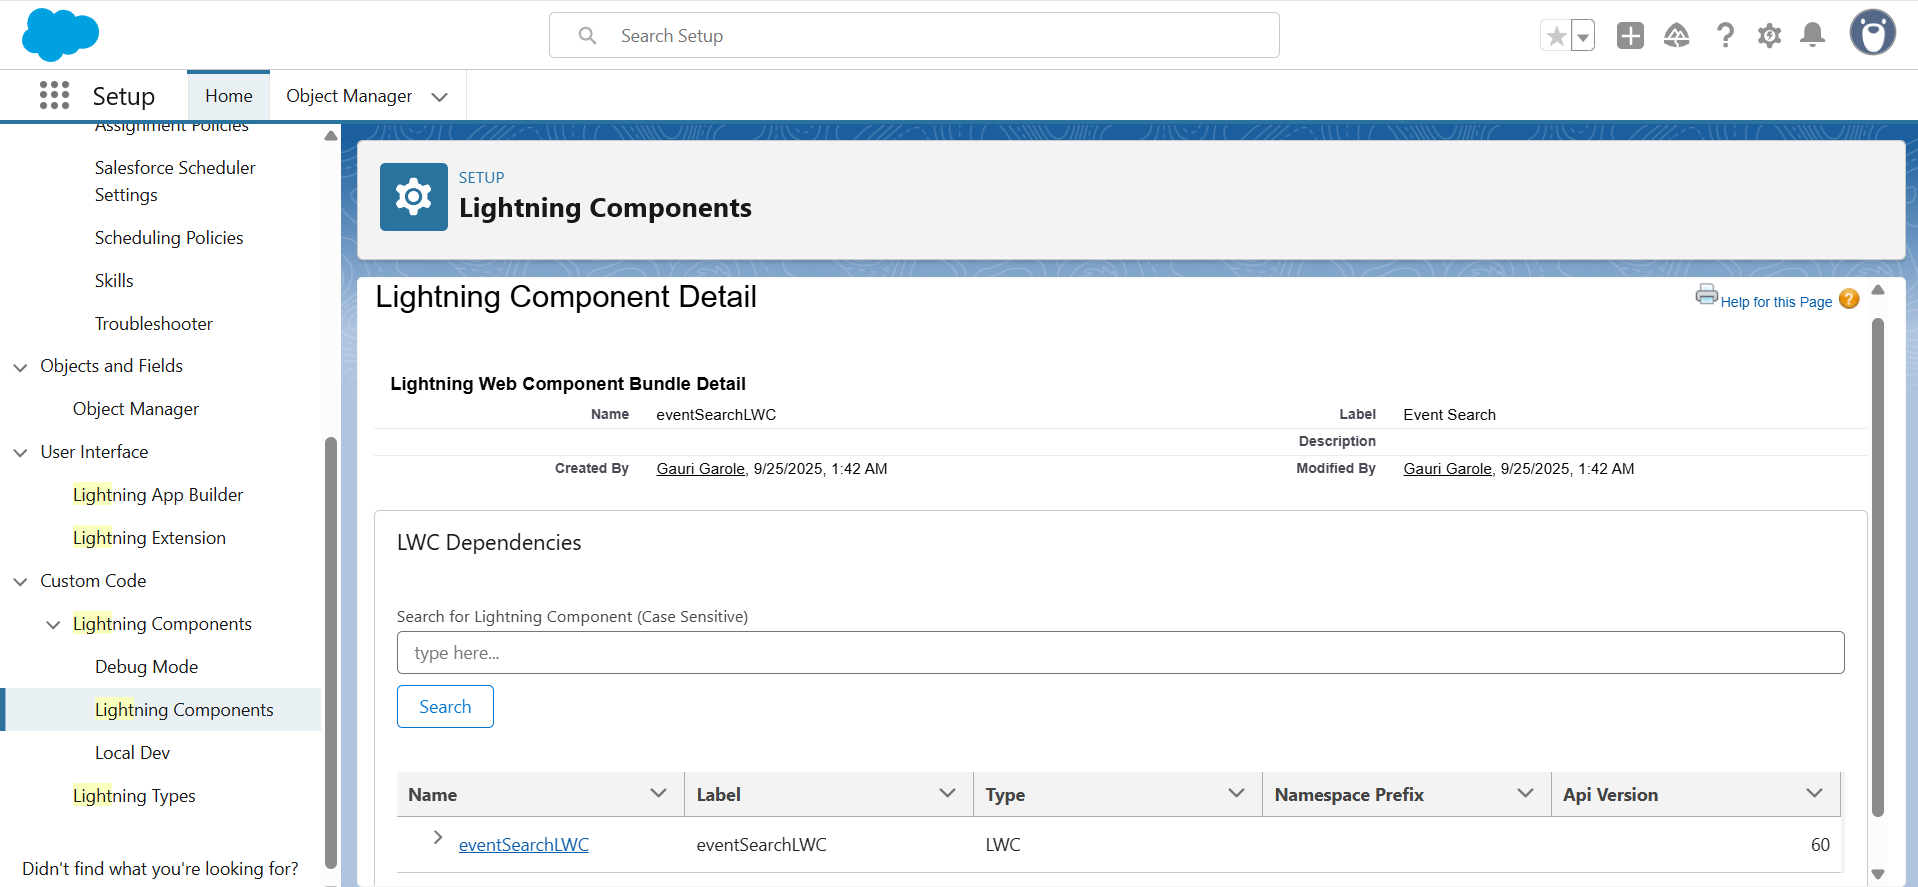 Search Setup
Setup
Home
Object Manager
Assignment Policies
Salesforce Scheduler
Settings
Scheduling Policies
Skills
Troubleshooter
Objects and Fields
Object Manager
User Interface
Lightning App Builder
Lightning Extension
Custom Code
Lightning Components
Debug Mode
Lightning Components
Local Dev
Lightning Types
Didn't find what you're looking for?
SETUP
Lightning Components
Lightning Component Detail
Help for this Page ?
Lightning Web Component Bundle Detail
Name eventSearchLWC Label Event Search
Description
Created By Gauri Garole, 9/25/2025, 1:42 AM Modified By Gauri Garole, 9/25/2025, 1:42 AM
LWC Dependencies
Search for Lightning Component (Case Sensitive)
type here...
Search
Name Label Type Namespace Prefix Api Version
eventSearchLWC eventSearchLWC LWC 60